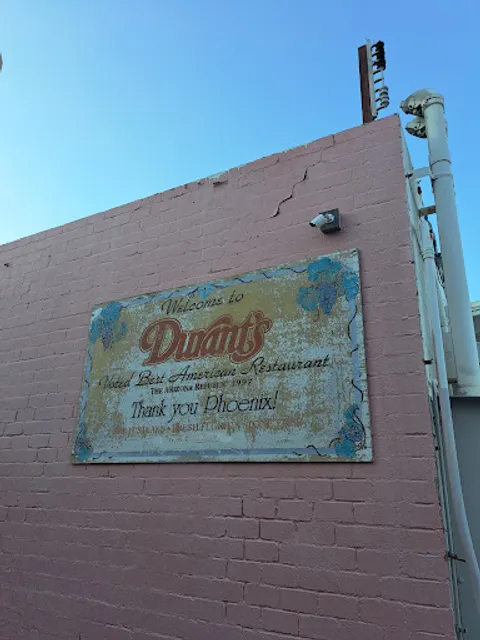 Welcome to
Durant's
Voted Best American Restaurant
THE ARIZONA REPUBLIC 1997
Thank you Phoenix!